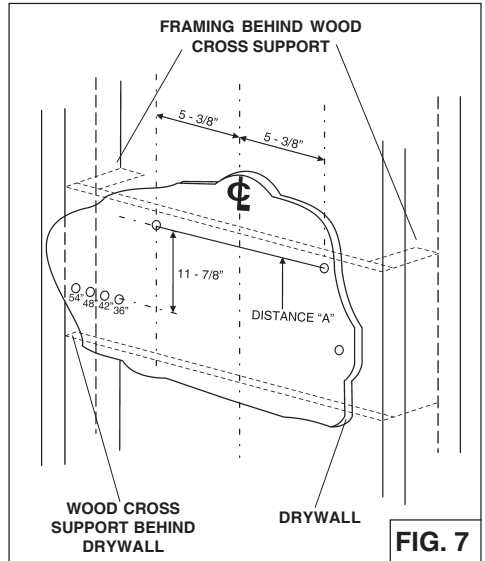 FRAMING BEHIND WOOD
CROSS SUPPORT
5 - 3/8”
5 - 3/8”
℄
11 - 7/8”
DISTANCE “A”
54” 48” 42” 36”
WOOD CROSS
SUPPORT BEHIND
DRYWALL
DRYWALL
FIG. 7